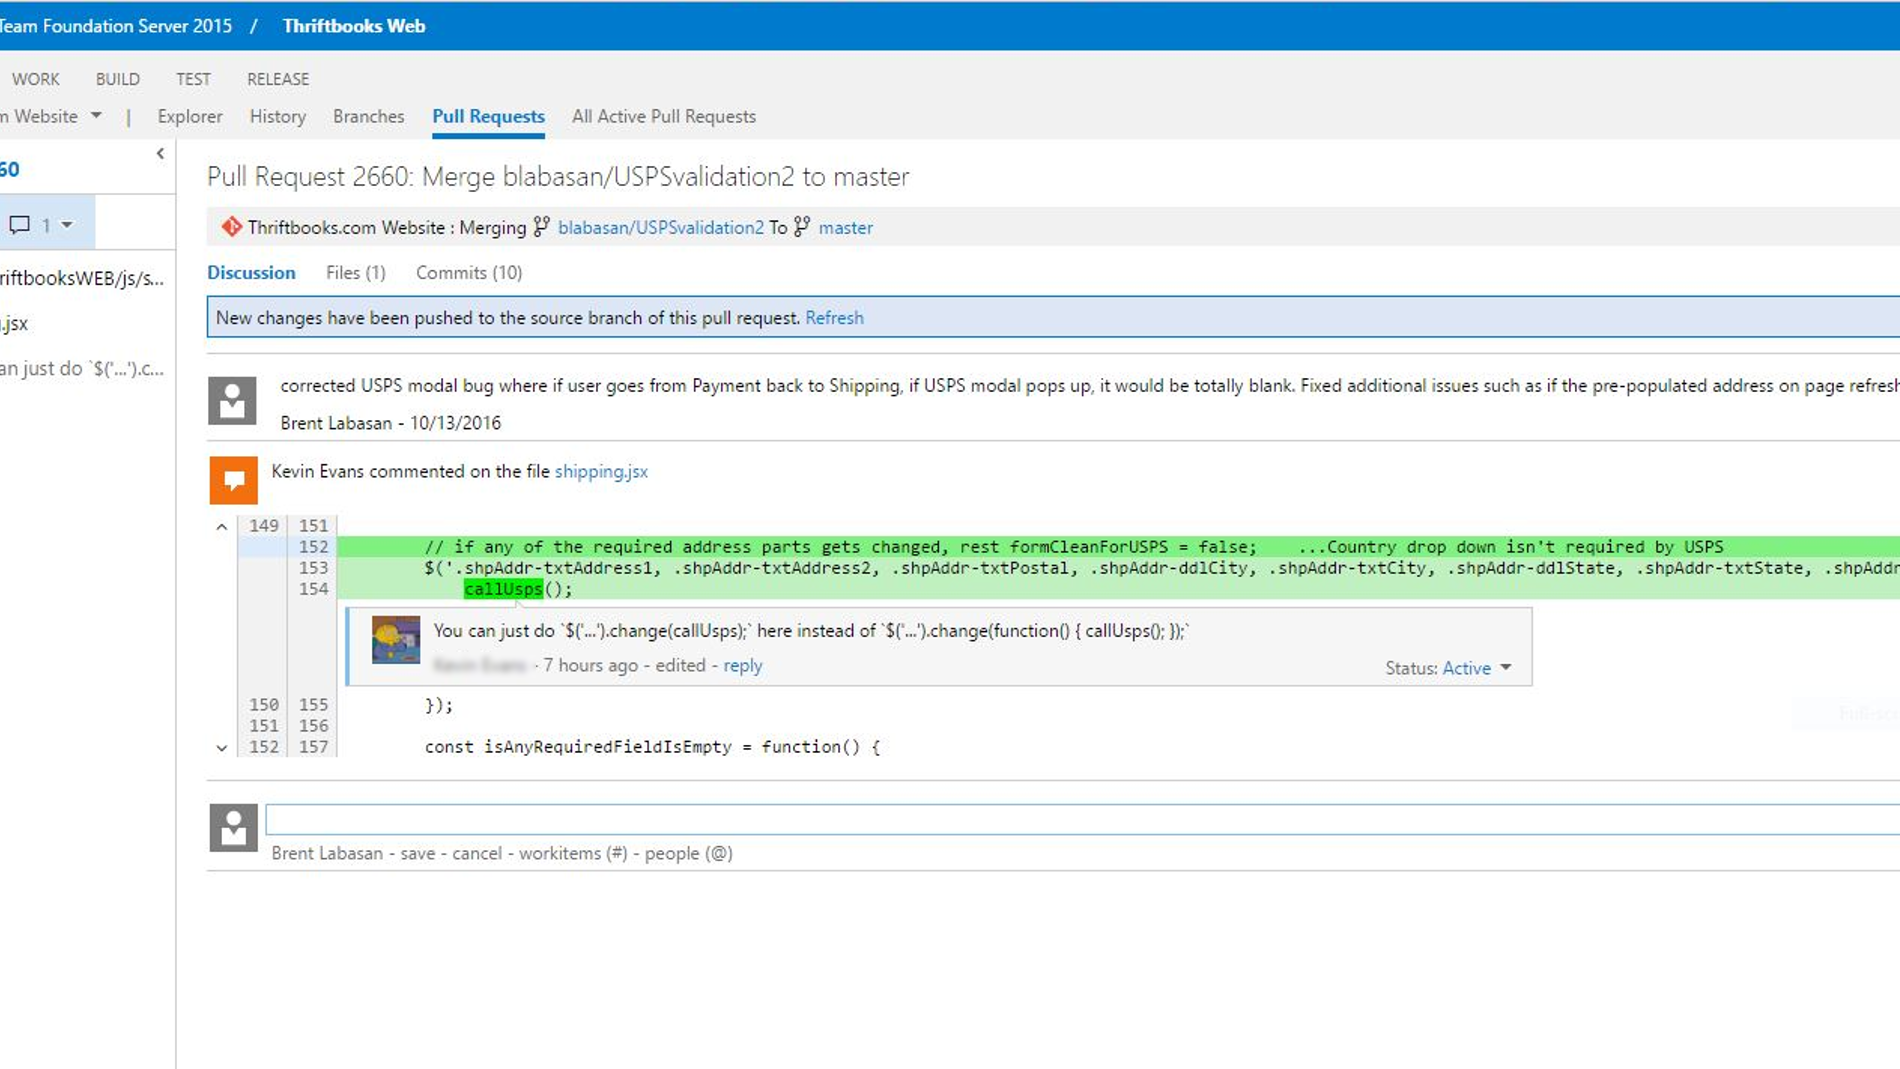 Team Foundation Server 2015 / Thriftbooks Web
WORK BUILD TEST RELEASE
Website | Explorer History Branches Pull Requests All Active Pull Requests
60
Pull Request 2660: Merge blabasan/USPSvalidation2 to master
1
Thriftbooks.com Website : Merging blabasan/USPSvalidation2 To master
riftbooksWEB/js/s...
Discussion Files (1) Commits (10)
.jsx
New changes have been pushed to the source branch of this pull request. Refresh
an just do `$('...').c...
corrected USPS modal bug where if user goes from Payment back to Shipping, if USPS modal pops up, it would be totally blank. Fixed additional issues such as if the pre-populated address on page refresh
Brent Labasan - 10/13/2016
Kevin Evans commented on the file shipping.jsx
149 151
152 // if any of the required address parts gets changed, rest formCleanForUSPS = false; ...Country drop down isn't required by USPS
153 $('.shpAddr-txtAddress1, .shpAddr-txtAddress2, .shpAddr-txtPostal, .shpAddr-ddlCity, .shpAddr-txtCity, .shpAddr-ddlState, .shpAddr-txtState, .shpAddr
154 callUsps();
You can just do `$('...').change(callUsps);` here instead of `$('...').change(function() { callUsps(); });`
- 7 hours ago - edited - reply
Status: Active
150 155 });
151 156
152 157 const isAnyRequiredFieldIsEmpty = function() {
Brent Labasan - save - cancel - workitems (#) - people (@)